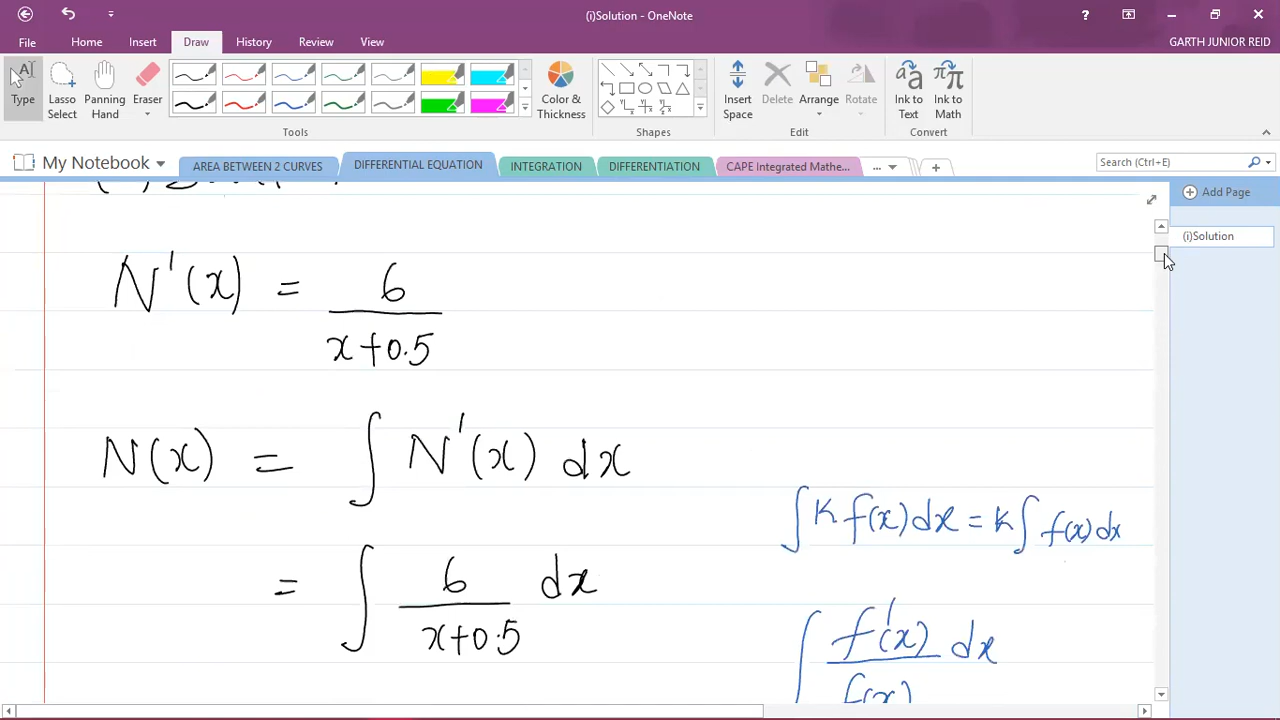 (i)Solution - OneNote
?
File
Home
Insert
Draw
History
Review
View
GARTH JUNIOR REID
Type
Lasso Select
Panning Hand
Eraser
Color & Thickness
Insert Space
Delete
Arrange
Rotate
Ink to Text
Ink to Math
Tools
Shapes
Edit
Convert
My Notebook
AREA BETWEEN 2 CURVES
DIFFERENTIAL EQUATION
INTEGRATION
DIFFERENTIATION
CAPE Integrated Mathe...
...
Search (Ctrl+E)
Add Page
(i)Solution
N'(x) = 6 / (x+0.5)
N(x) = ∫ N'(x) dx
∫ K f(x) dx = K ∫ f(x) dx
= ∫ 6 / (x+0.5) dx
∫ f'(x) / f(x) dx